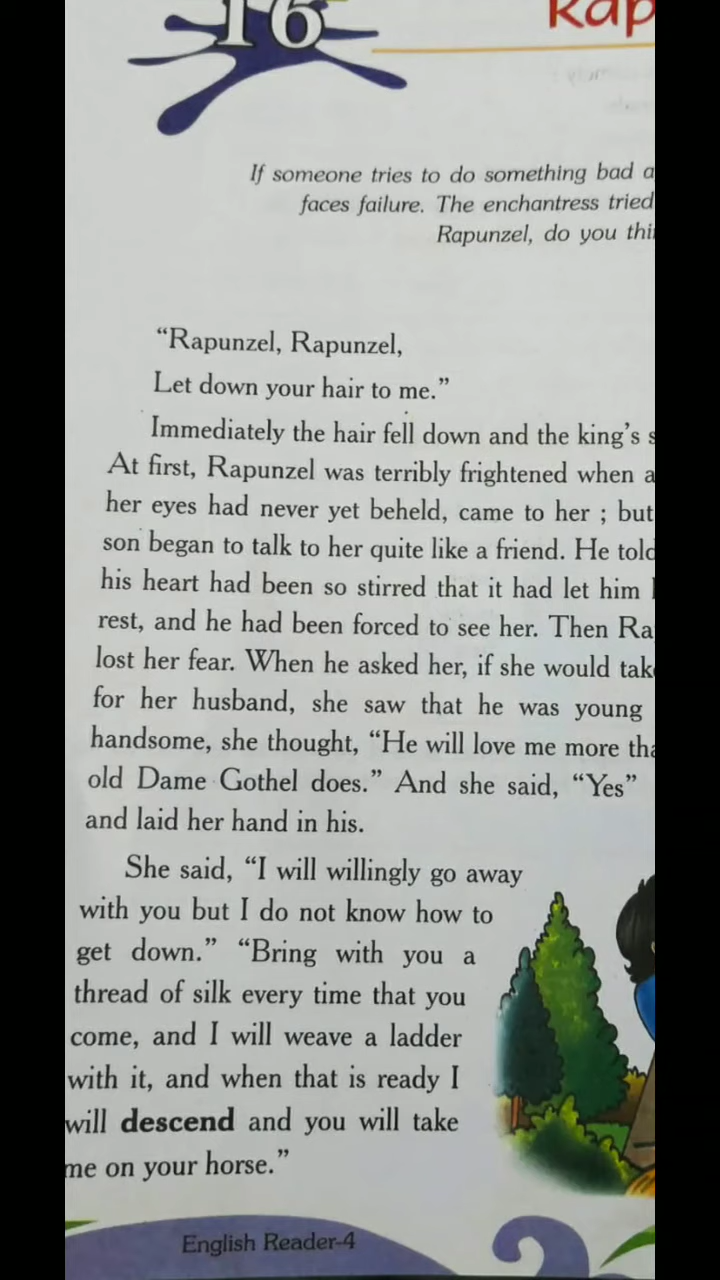 16
Rap
If someone tries to do something bad a
faces failure. The enchantress tried
Rapunzel, do you thi
“Rapunzel, Rapunzel,
Let down your hair to me.”
Immediately the hair fell down and the king’s s
At first, Rapunzel was terribly frightened when a
her eyes had never yet beheld, came to her ; but
son began to talk to her quite like a friend. He told
his heart had been so stirred that it had let him
rest, and he had been forced to see her. Then Ra
lost her fear. When he asked her, if she would tak
for her husband, she saw that he was young
handsome, she thought, “He will love me more tha
old Dame Gothel does.” And she said, “Yes”
and laid her hand in his.
She said, “I will willingly go away
with you but I do not know how to
get down.” “Bring with you a
thread of silk every time that you
come, and I will weave a ladder
with it, and when that is ready I
will descend and you will take
me on your horse.”
English Reader-4